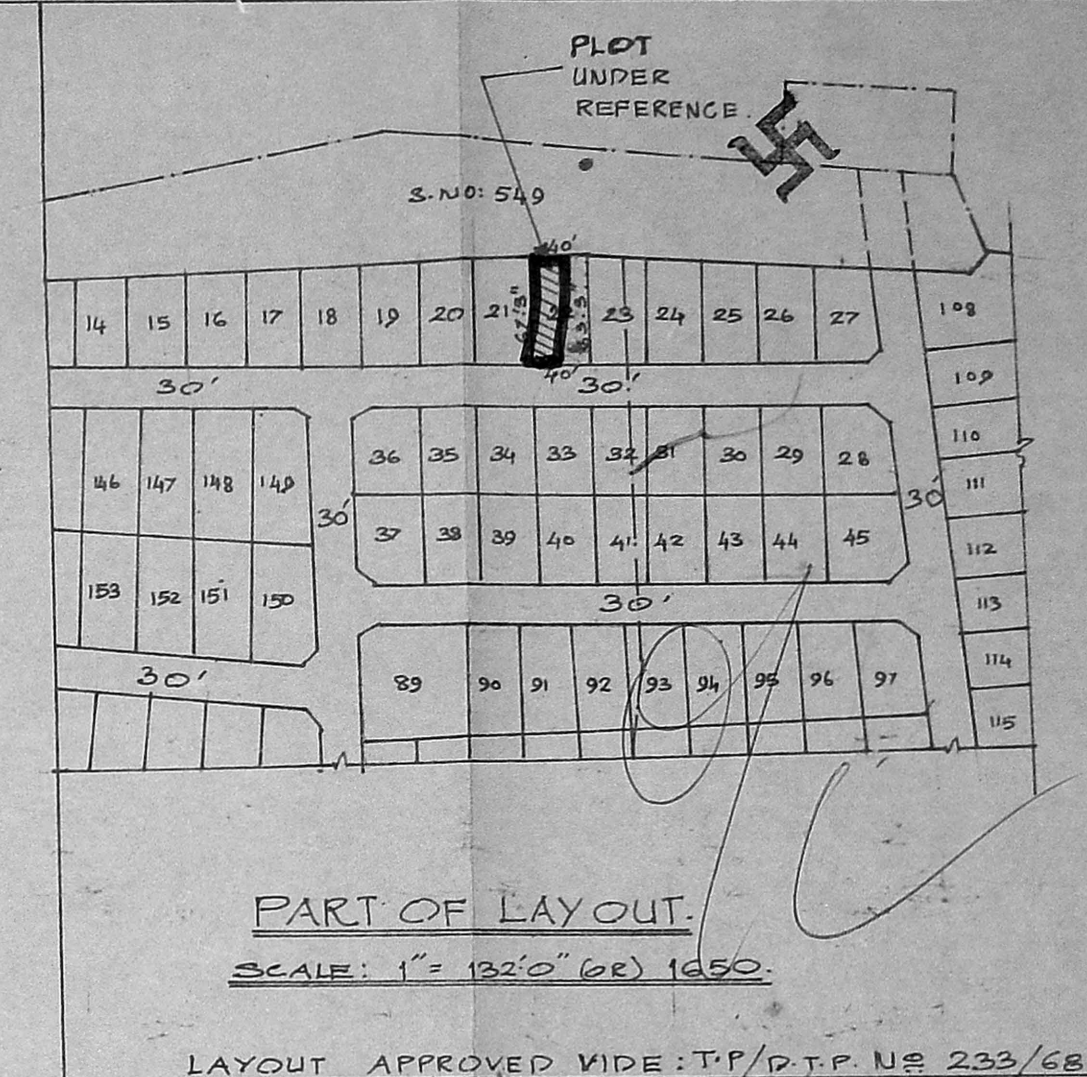 PLOT
UNDER
REFERENCE.
S.NO: 549
40'
14 15 16 17 18 19 20 21 23 24 25 26 27
63'3"
40'
30' 30'
108
109
110
111
112
113
114
115
36 35 34 33 32 31 30 29 28
37 38 39 40 41 42 43 44 45
30'
30'
146 147 148 149
153 152 151 150
30'
30'
89 90 91 92 93 94 95 96 97
PART OF LAYOUT.
SCALE: 1"= 132'0" (OR) 1650.
LAYOUT APPROVED VIDE: T.P/D.T.P. No 233/68